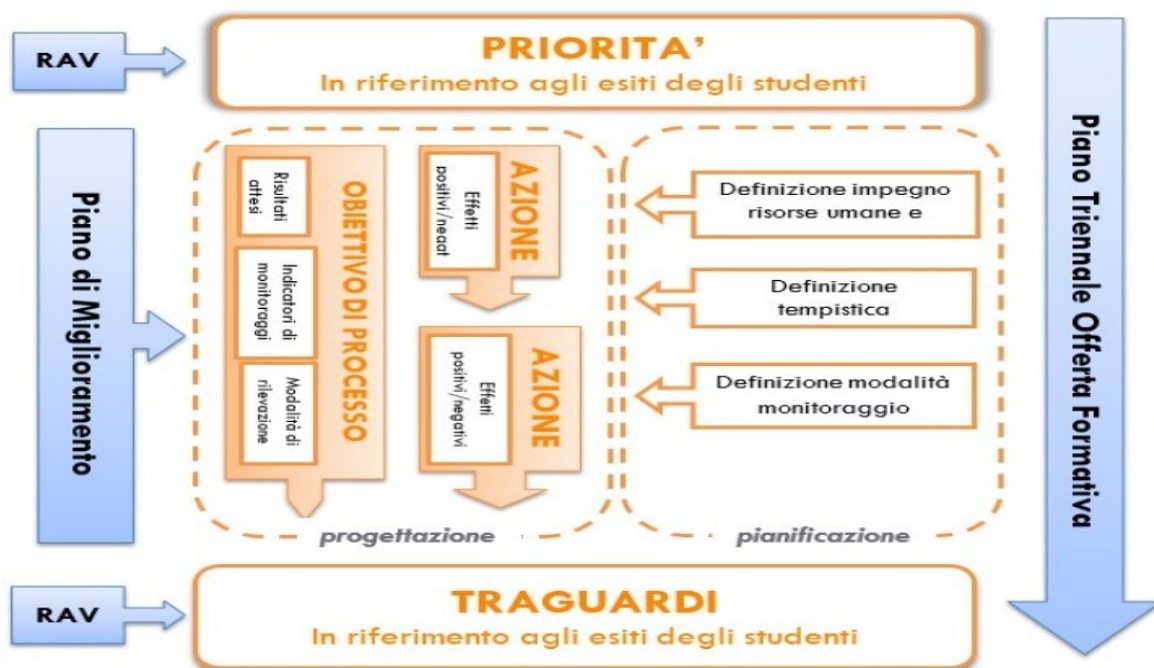 RAV
PRIORITA'
In riferimento agli esiti degli studenti
Piano di Miglioramento
OBIETTIVO DI PROCESSO
Risultati
attesi
Indicatori di
monitoraggi
Modalità di
rilevazione
AZIONE
Effetti
positivi/negat
AZIONE
Effetti
positivi/negativi
progettazione
Definizione impegno
risorse umane e
Definizione
tempistica
Definizione modalità
monitoraggio
pianificazione
Piano Triennale Offerta Formativa
RAV
TRAGUARDI
In riferimento agli esiti degli studenti